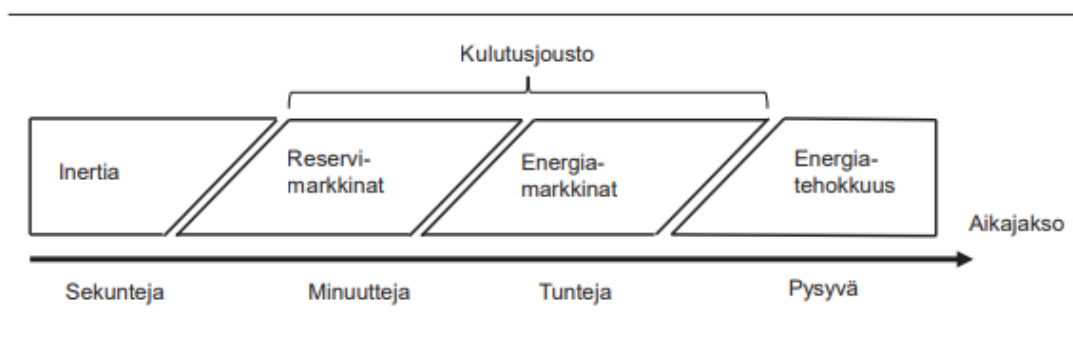 Kulutusjousto
Inertia
Reservi-
markkinat
Energia-
markkinat
Energia-
tehokkuus
Aikajakso
Sekunteja
Minuutteja
Tunteja
Pysyvä